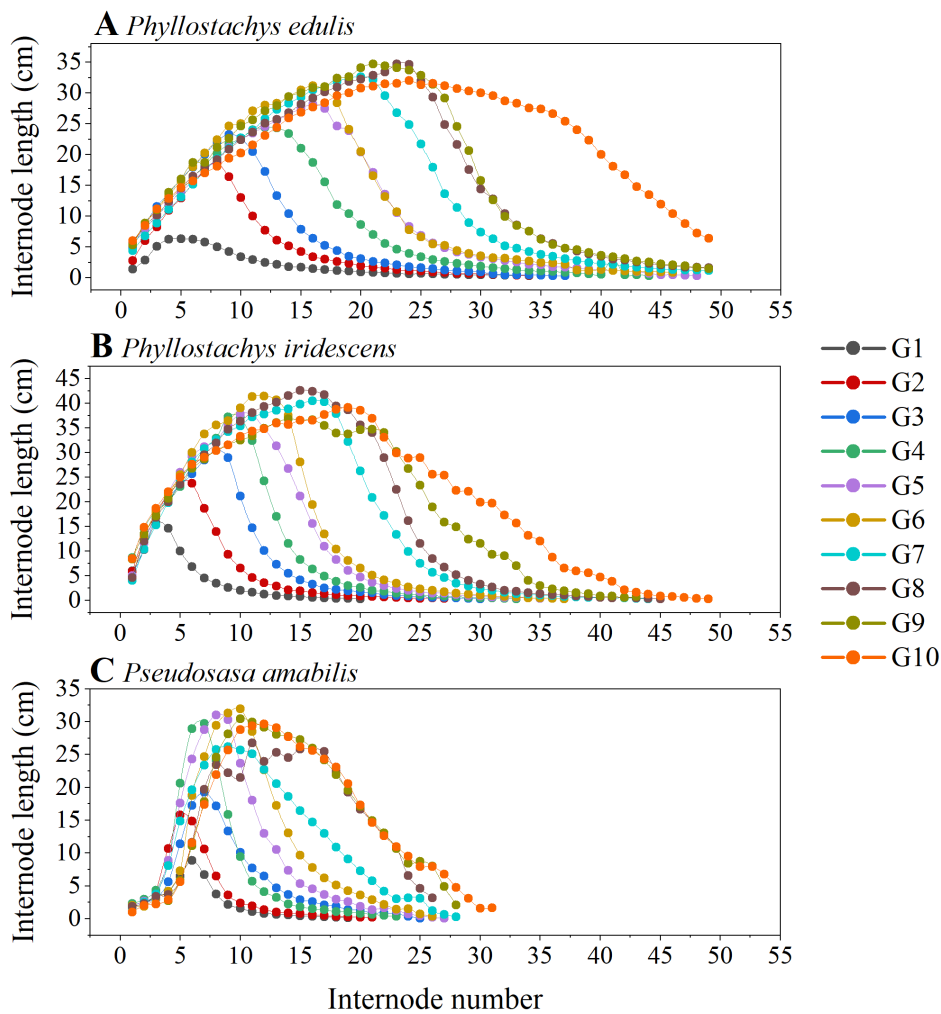 A Phyllostachys edulis
Internode length (cm)
35
30
25
20
15
10
5
0
0 5 10 15 20 25 30 35 40 45 50 55
B Phyllostachys iridescens
Internode length (cm)
45
40
35
30
25
20
15
10
5
0
0 5 10 15 20 25 30 35 40 45 50 55
C Pseudosasa amabilis
Internode length (cm)
35
30
25
20
15
10
5
0
0 5 10 15 20 25 30 35 40 45 50 55
Internode number
G1
G2
G3
G4
G5
G6
G7
G8
G9
G10